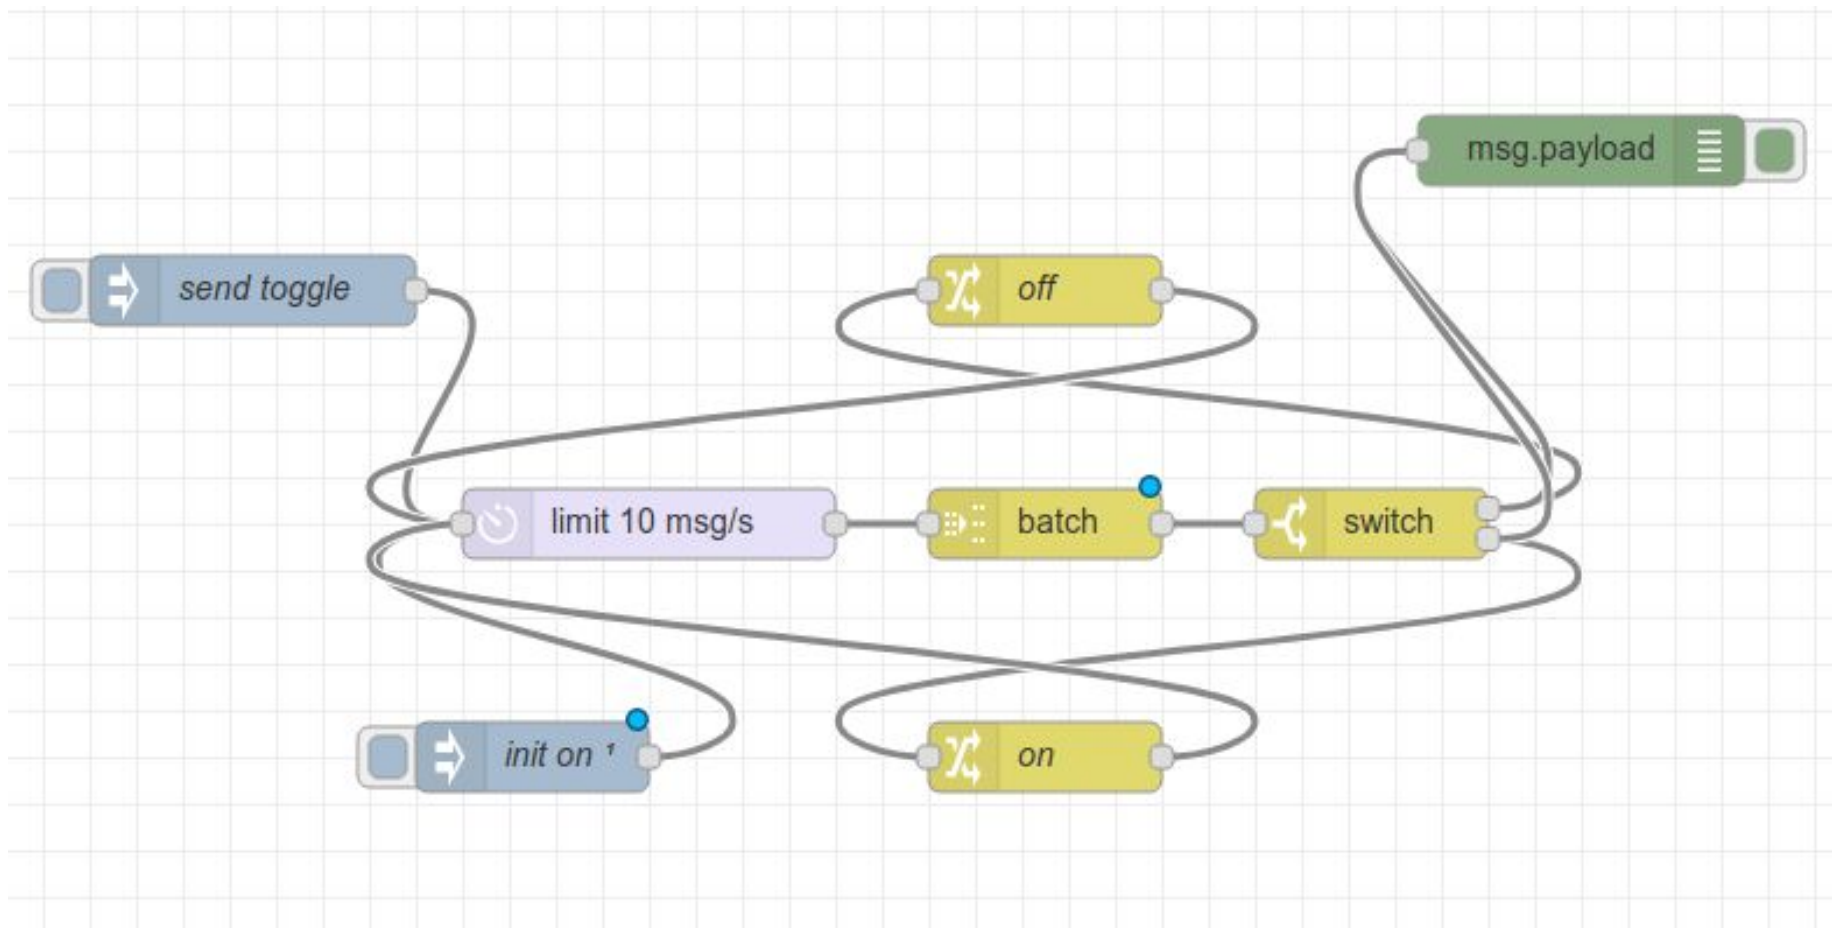 msg.payload
send toggle
off
limit 10 msg/s
batch
switch
init on ¹
on